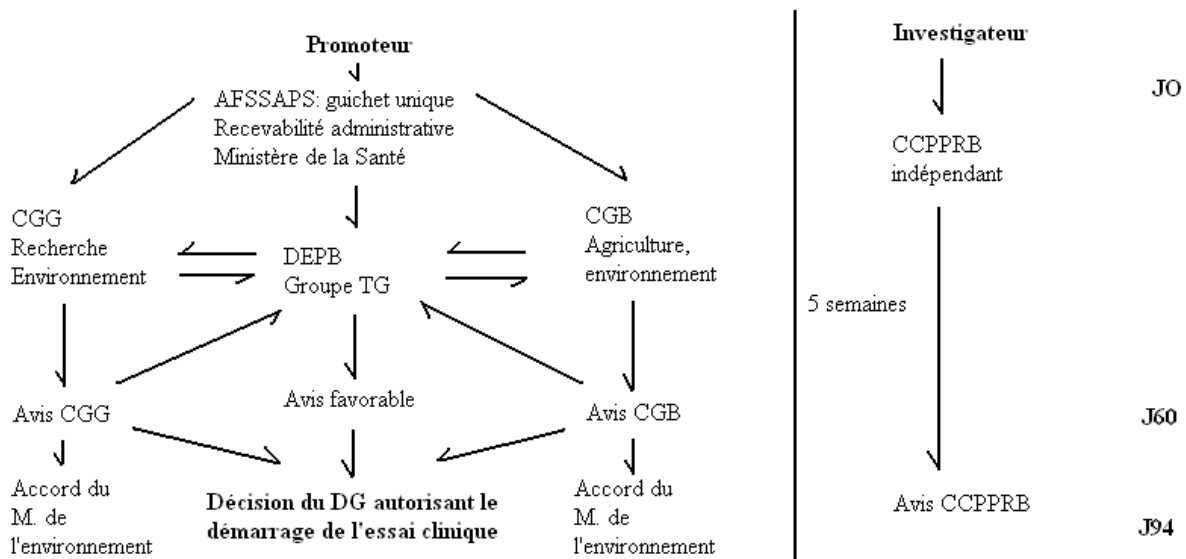 Promoteur
AFSSAPS: guichet unique
Recevabilité administrative
Ministère de la Santé
CGG
Recherche
Environnement
DEPB
Groupe TG
CGB
Agriculture,
environnement
Avis CGG
Avis favorable
Avis CGB
Accord du
M. de
l'environnement
Décision du DG autorisant le
démarrage de l'essai clinique
Accord du
M. de
l'environnement
Investigateur
CCPPRB
indépendant
5 semaines
Avis CCPPRB
JO
J60
J94